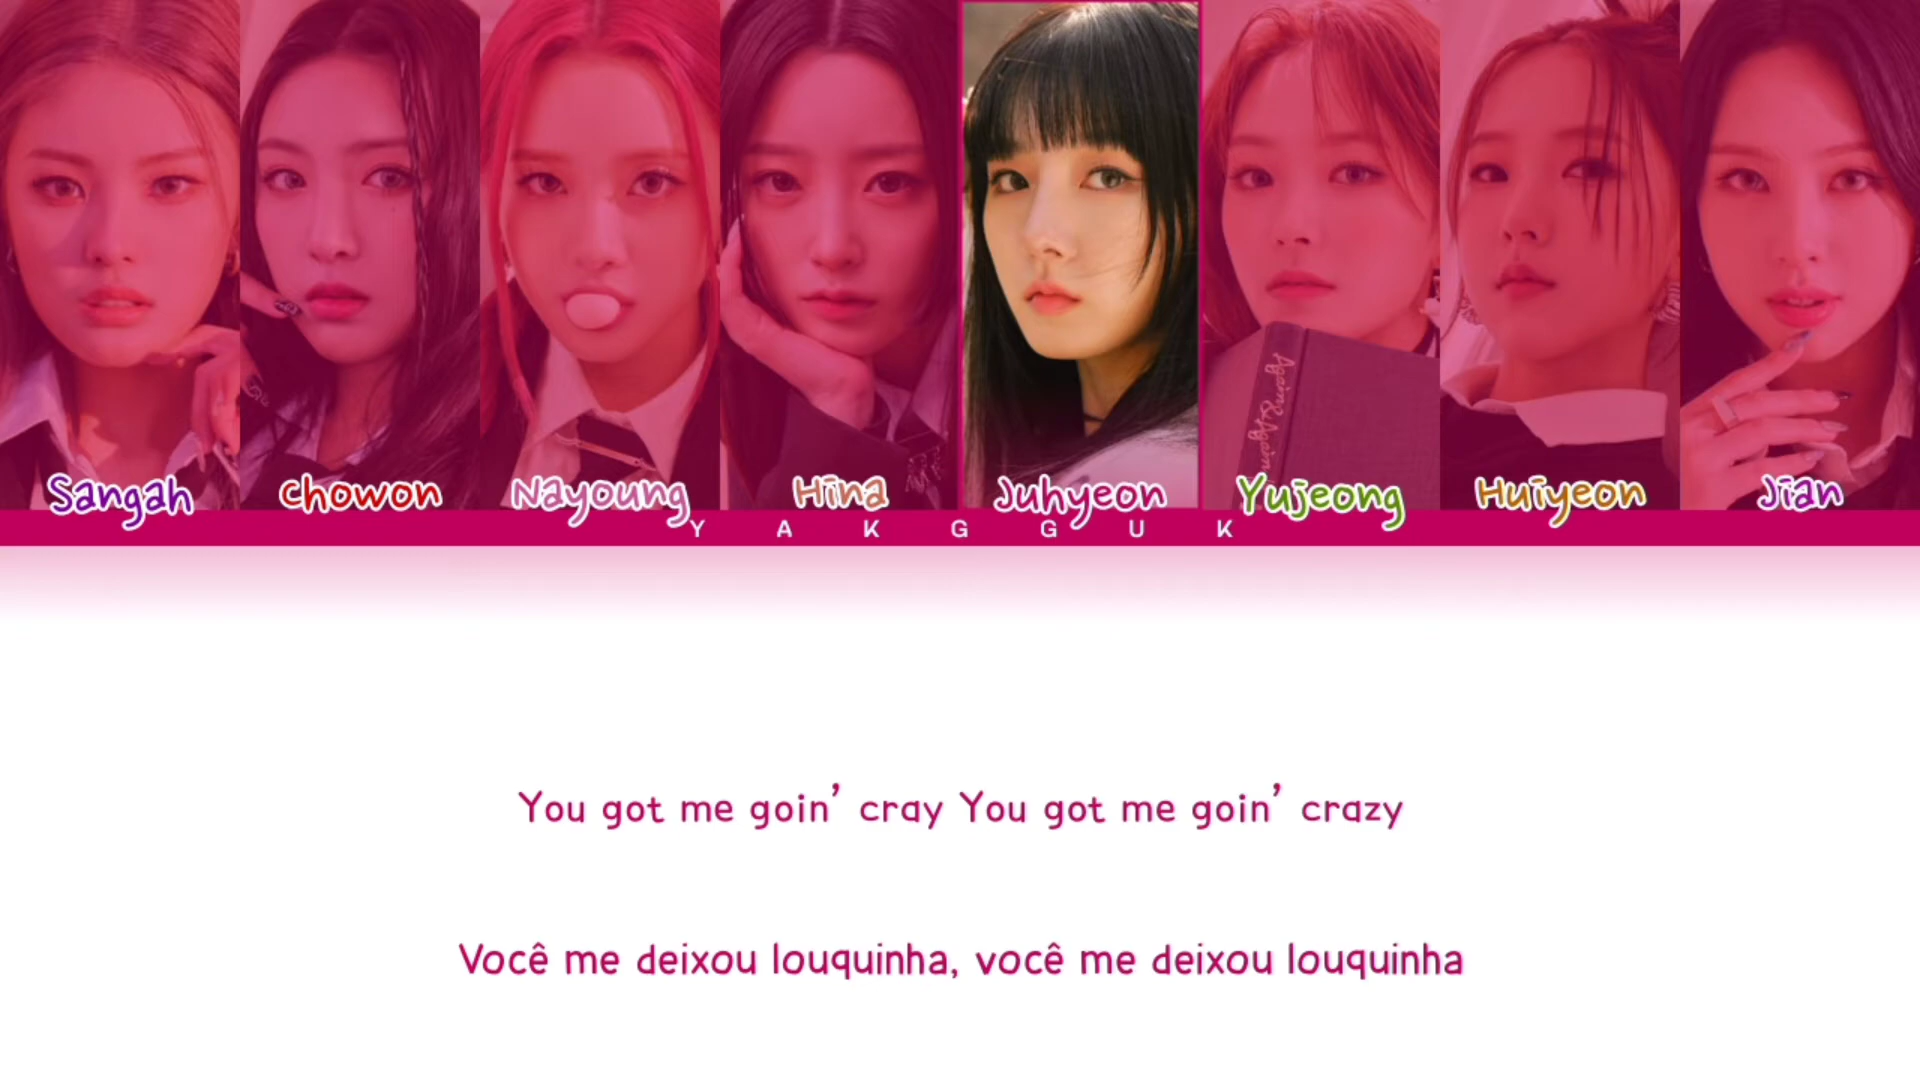 Sangah Chowon Nayoung Hina Juhyeon Yujeong Huiyeon Jian
YAKGGUK
You got me goin' cray You got me goin' crazy
Você me deixou louquinha, você me deixou louquinha